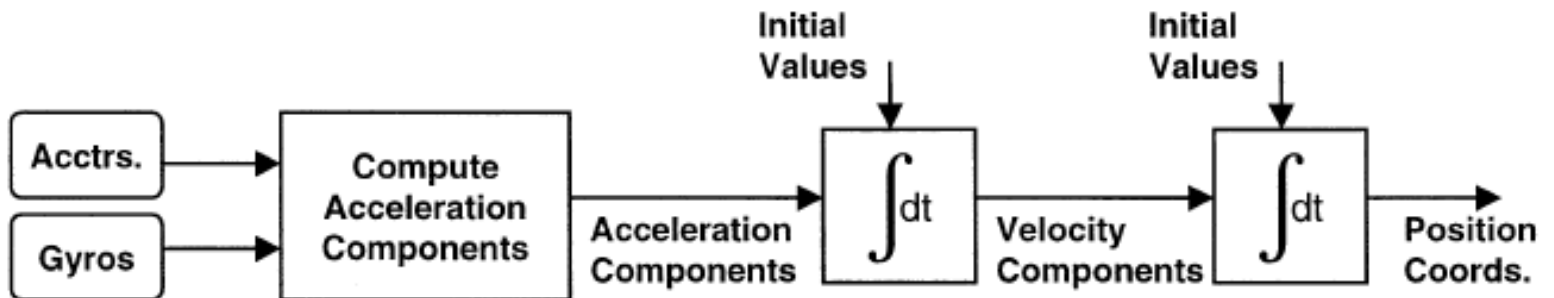 Initial
Values
Initial
Values
Acctrs.
Gyros
Compute
Acceleration
Components
Acceleration
Components
∫dt
Velocity
Components
∫dt
Position
Coords.